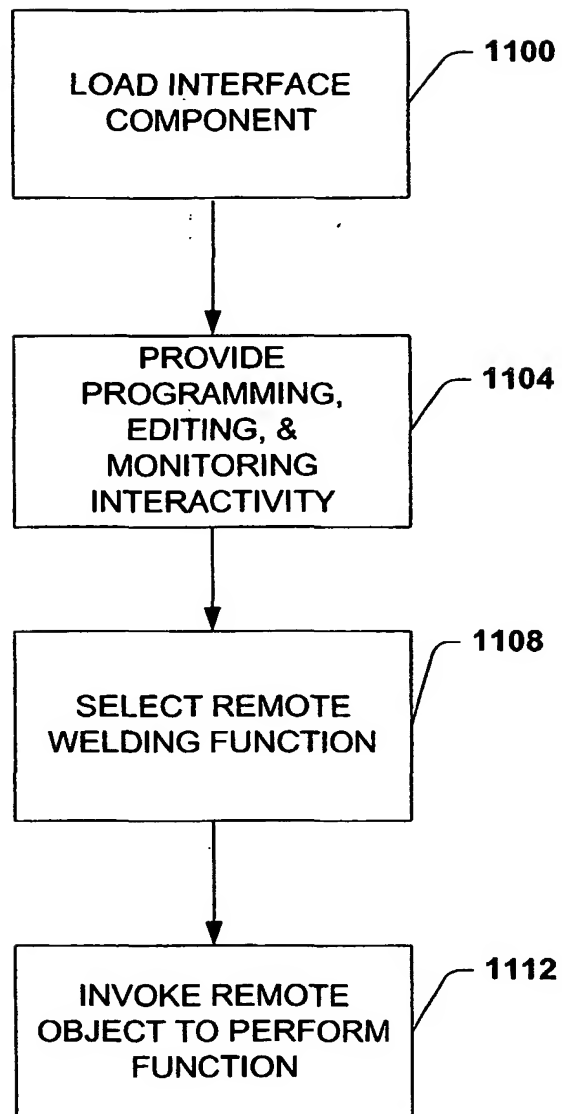 1100
LOAD INTERFACE
COMPONENT
1104
PROVIDE
PROGRAMMING,
EDITING, &
MONITORING
INTERACTIVITY
1108
SELECT REMOTE
WELDING FUNCTION
1112
INVOKE REMOTE
OBJECT TO PERFORM
FUNCTION